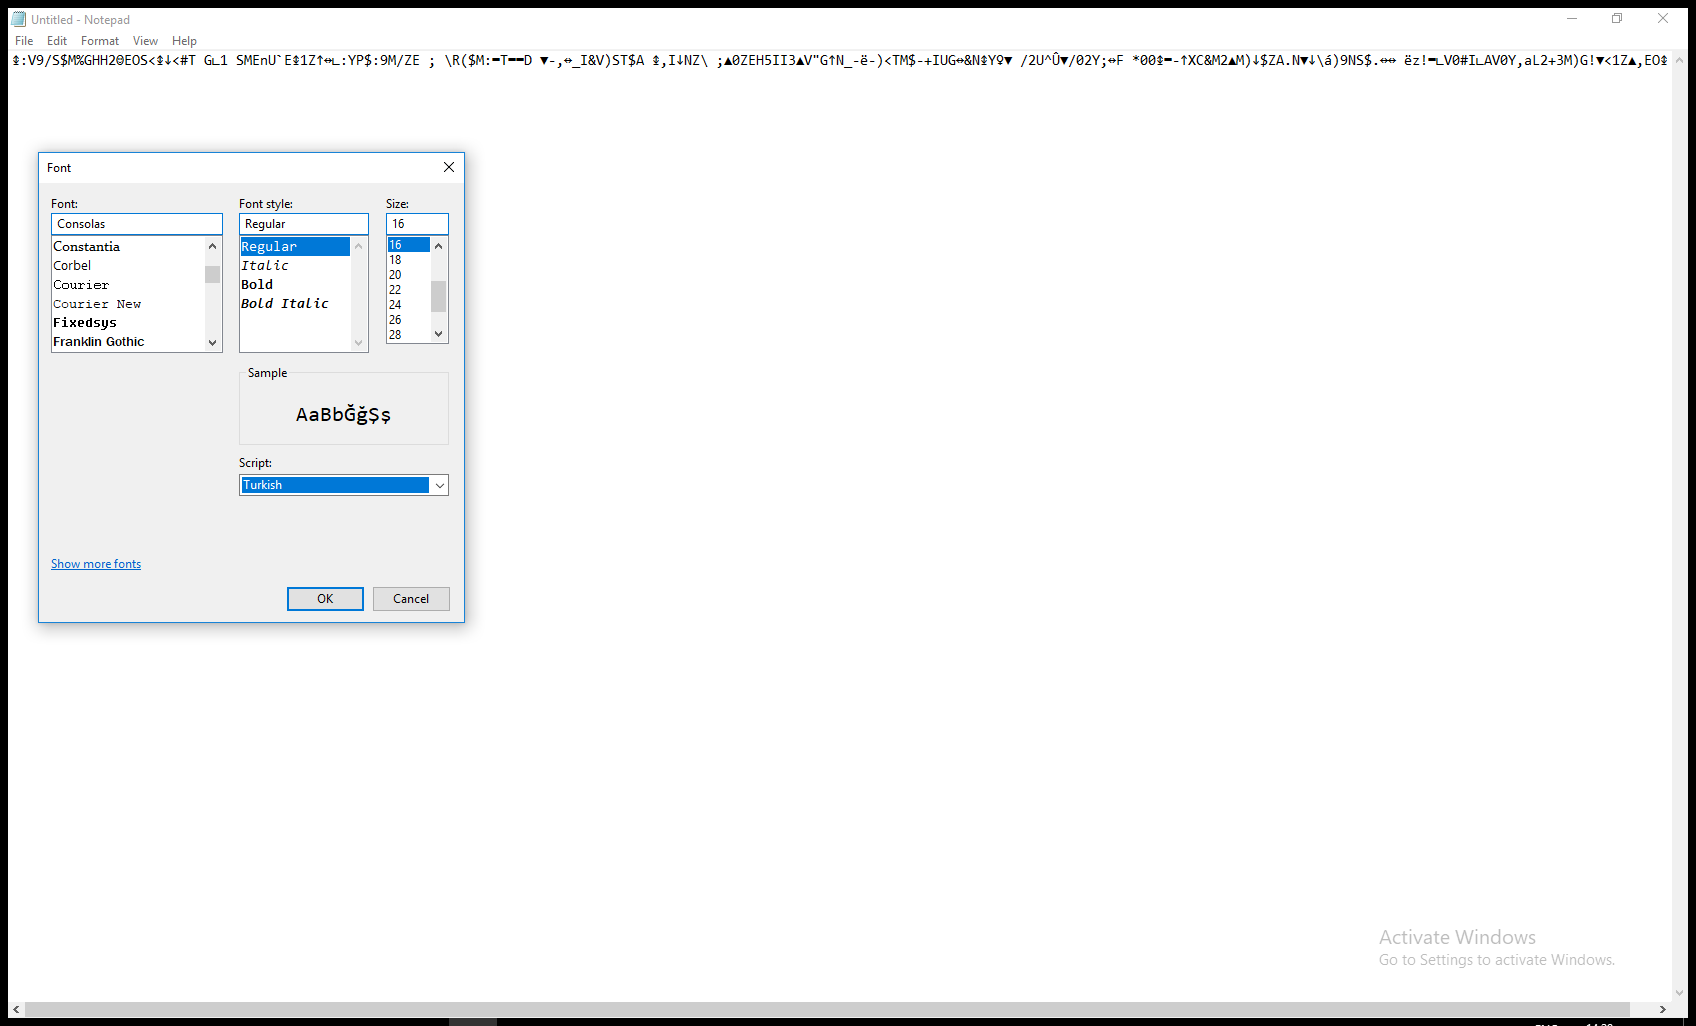 Untitled - Notepad
File Edit Format View Help
↨:V9/S$M%GHH2ΘEOS<↨↓<#T G∟1 SMEnU`E↨1Z↑↔∟:YP$:9M/ZE ; \R($M:▬T▬▬D ▼-,↔_I&V)ST$A ↨,I↓NZ\ ;▲0ZEH5II3▲V"G↑N_-ë-)<TM$-+IUG↔&N↨Y♀▼ /2U^Û▼/02Y;↔F *00↨▬-↑XC&M2▲M)↓$ZA.N▼↓\á)9NS$.↔↔ ëz!▬∟V0#I∟AV0Y,aL2+3M)G!▼<1Z▲,EO↨
Font
Font: Font style: Size:
Consolas Regular 16
Constantia Regular 16
Corbel Italic 18
Courier Bold 20
Courier New Bold Italic 22
Fixedsys 24
Franklin Gothic 26
28
Sample
AaBbĞğŞş
Script:
Turkish
Show more fonts
OK Cancel
Activate Windows
Go to Settings to activate Windows.